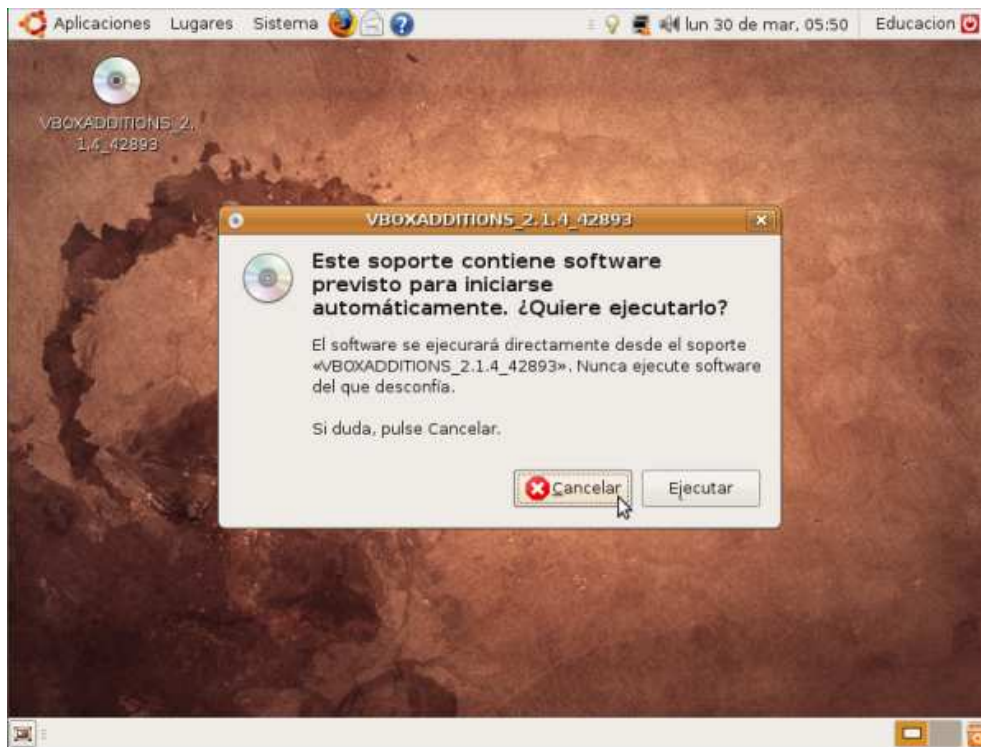 Aplicaciones Lugares Sistema lun 30 de mar, 05:50 Educacion
VBOXADDITIONS_2.
1.4_42893
VBOXADDITIONS_2.1.4_42893
Este soporte contiene software
previsto para iniciarse
automáticamente. ¿Quiere ejecutarlo?
El software se ejecurará directamente desde el soporte
«VBOXADDITIONS_2.1.4_42893». Nunca ejecute software
del que desconfía.
Si duda, pulse Cancelar.
Cancelar Ejecutar